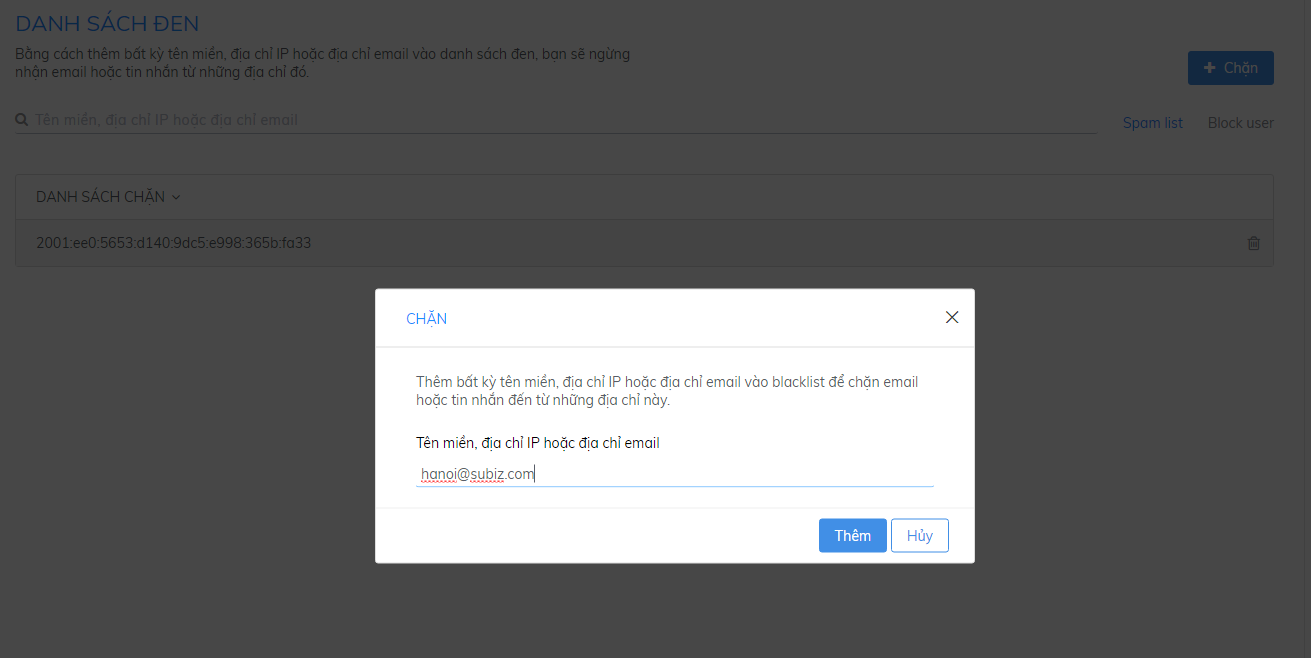 DANH SÁCH ĐEN
Bằng cách thêm bất kỳ tên miền, địa chỉ IP hoặc địa chỉ email vào danh sách đen, bạn sẽ ngừng
nhận email hoặc tin nhắn từ những địa chỉ đó.
Chặn
Tên miền, địa chỉ IP hoặc địa chỉ email
Spam list
Block user
DANH SÁCH CHẶN
2001:ee0:5653:d140:9dc5:e998:365b:fa33
CHẶN
Thêm bất kỳ tên miền, địa chỉ IP hoặc địa chỉ email vào blacklist để chặn email
hoặc tin nhắn đến từ những địa chỉ này.
Tên miền, địa chỉ IP hoặc địa chỉ email
hanoi@subiz.com
Thêm
Hủy